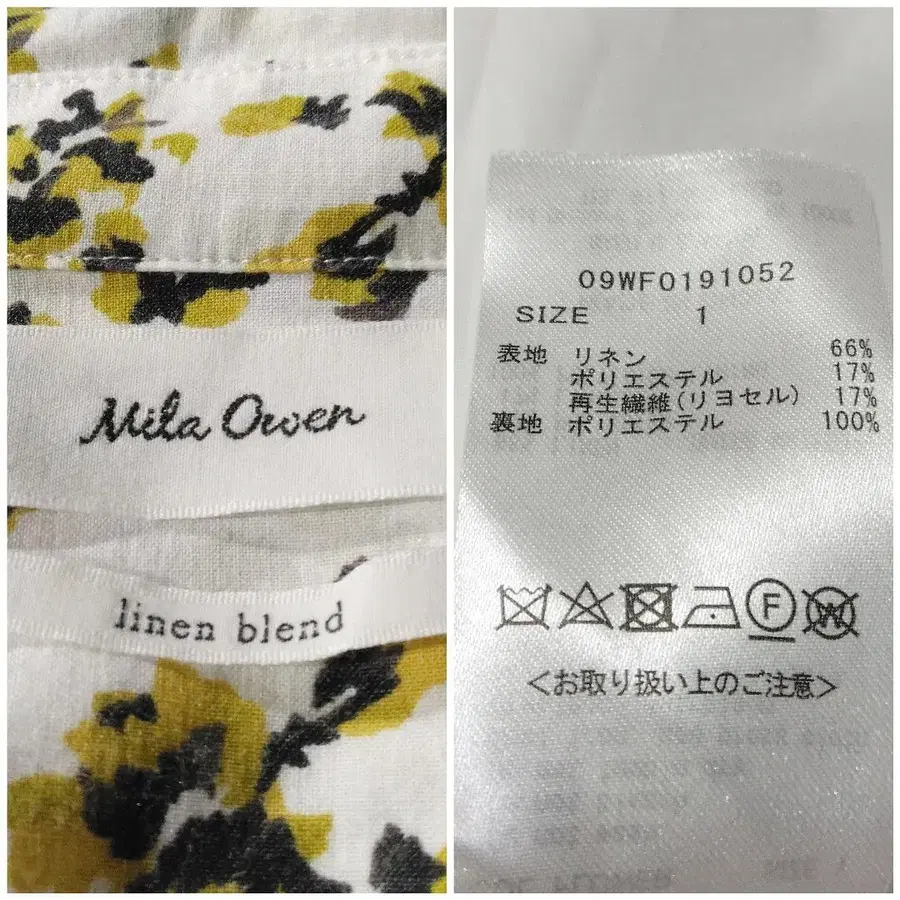 Mila Owen
linen blend
09WF0191052
SIZE 1
表地 リネン 66%
ポリエステル 17%
再生繊維(リヨセル) 17%
裏地 ポリエステル 100%
F
W
<お取り扱い上のご注意>